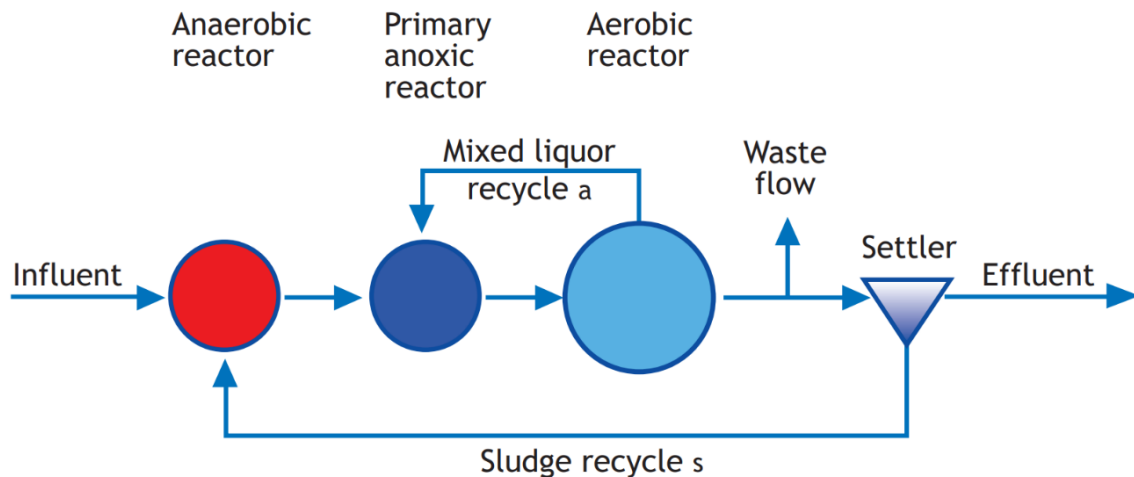 Anaerobic
reactor
Primary
anoxic
reactor
Aerobic
reactor
Mixed liquor
recycle a
Waste
flow
Settler
Influent
Effluent
Sludge recycle s